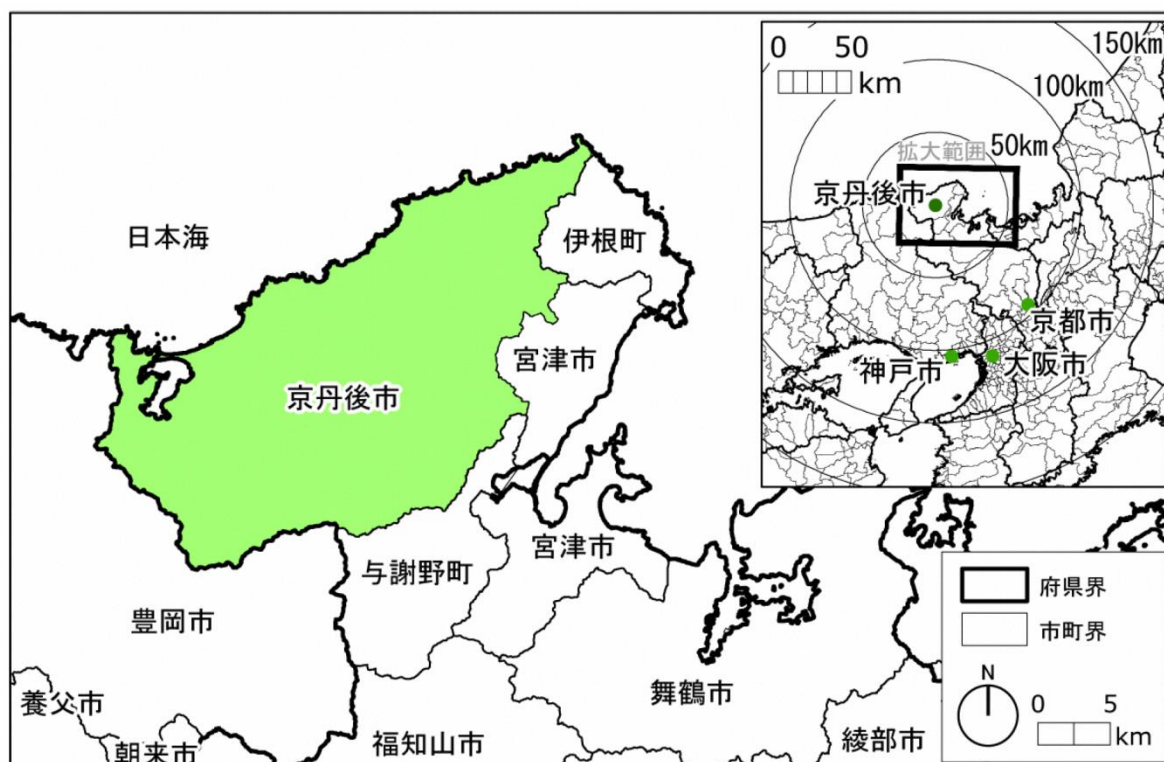 日本海
伊根町
宮津市
京丹後市
宮津市
与謝野町
豊岡市
舞鶴市
養父市
朝来市
福知山市
綾部市
0 50
km
150km
100km
50km
拡大範囲
京丹後市
京都市
神戸市
大阪市
府県界
市町界
N
0 5
km